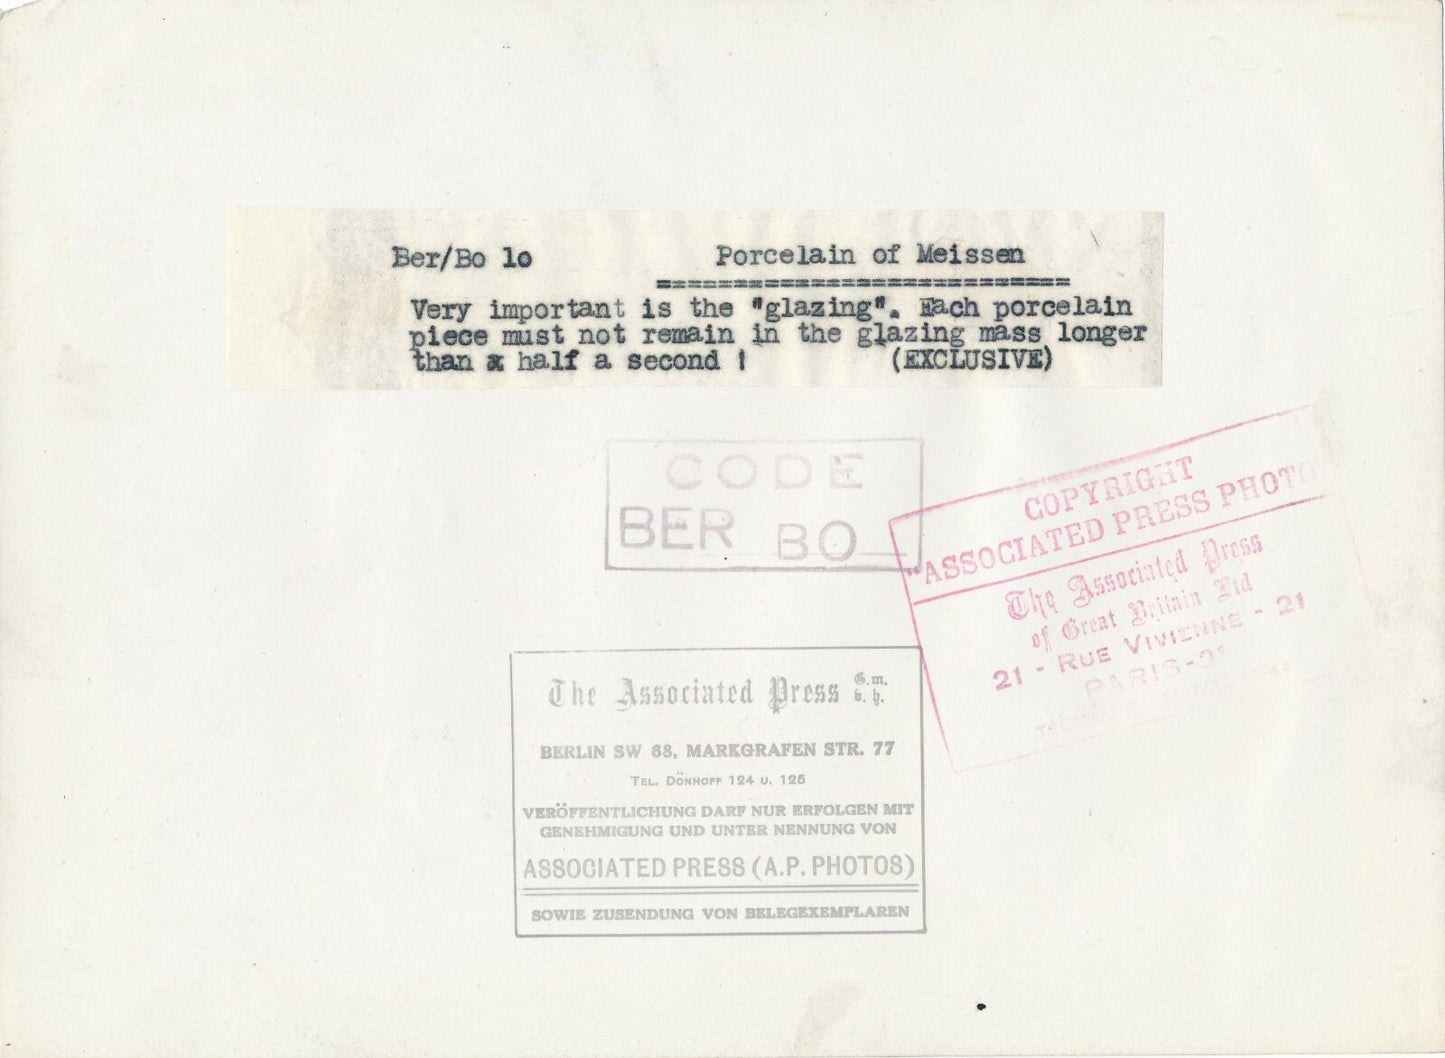 Ber/Bo lo Porcelain of Meissen
===========================
Very important is the "glazing". Each porcelain
piece must not remain in the glazing mass longer
than x half a second ! (EXCLUSIVE)
CODE
BER BO
COPYRIGHT
"ASSOCIATED PRESS PHOTO
The Associated Press
of Great Britain Ltd
21 - RUE VIVIENNE - 21
PARIS-2e
The Associated Press G.m.
b. h.
BERLIN SW 68, MARKGRAFEN STR. 77
TEL. DÖNHOFF 124 U. 125
VERÖFFENTLICHUNG DARF NUR ERFOLGEN MIT
GENEHMIGUNG UND UNTER NENNUNG VON
ASSOCIATED PRESS (A.P. PHOTOS)
SOWIE ZUSENDUNG VON BELEGEXEMPLAREN